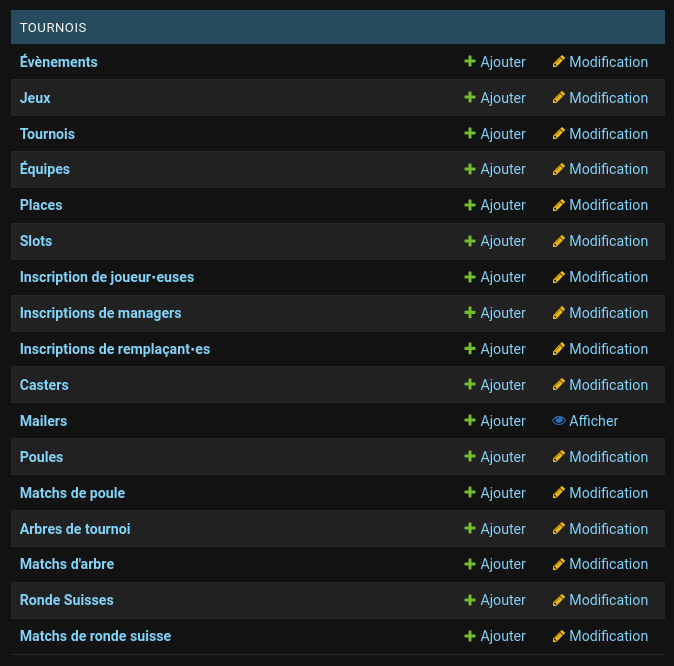 TOURNOIS
Évènements Ajouter Modification
Jeux Ajouter Modification
Tournois Ajouter Modification
Équipes Ajouter Modification
Places Ajouter Modification
Slots Ajouter Modification
Inscription de joueur·euses Ajouter Modification
Inscriptions de managers Ajouter Modification
Inscriptions de remplaçant·es Ajouter Modification
Casters Ajouter Modification
Mailers Ajouter Afficher
Poules Ajouter Modification
Matchs de poule Ajouter Modification
Arbres de tournoi Ajouter Modification
Matchs d'arbre Ajouter Modification
Ronde Suisses Ajouter Modification
Matchs de ronde suisse Ajouter Modification